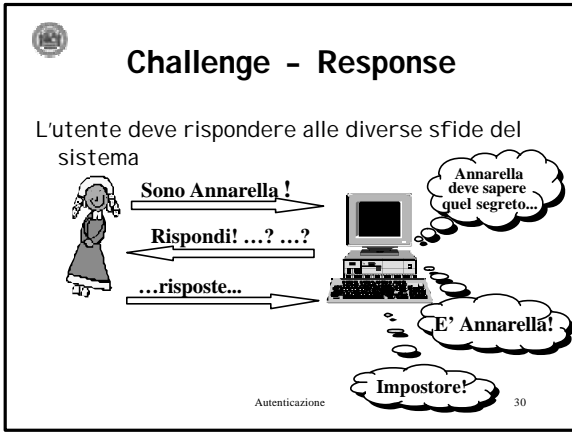 Challenge - Response
L'utente deve rispondere alle diverse sfide del
sistema
Sono Annarella !
Annarella
deve sapere
quel segreto...
Rispondi! ...? ...?
...risposte...
E' Annarella!
Impostore!
Autenticazione
30